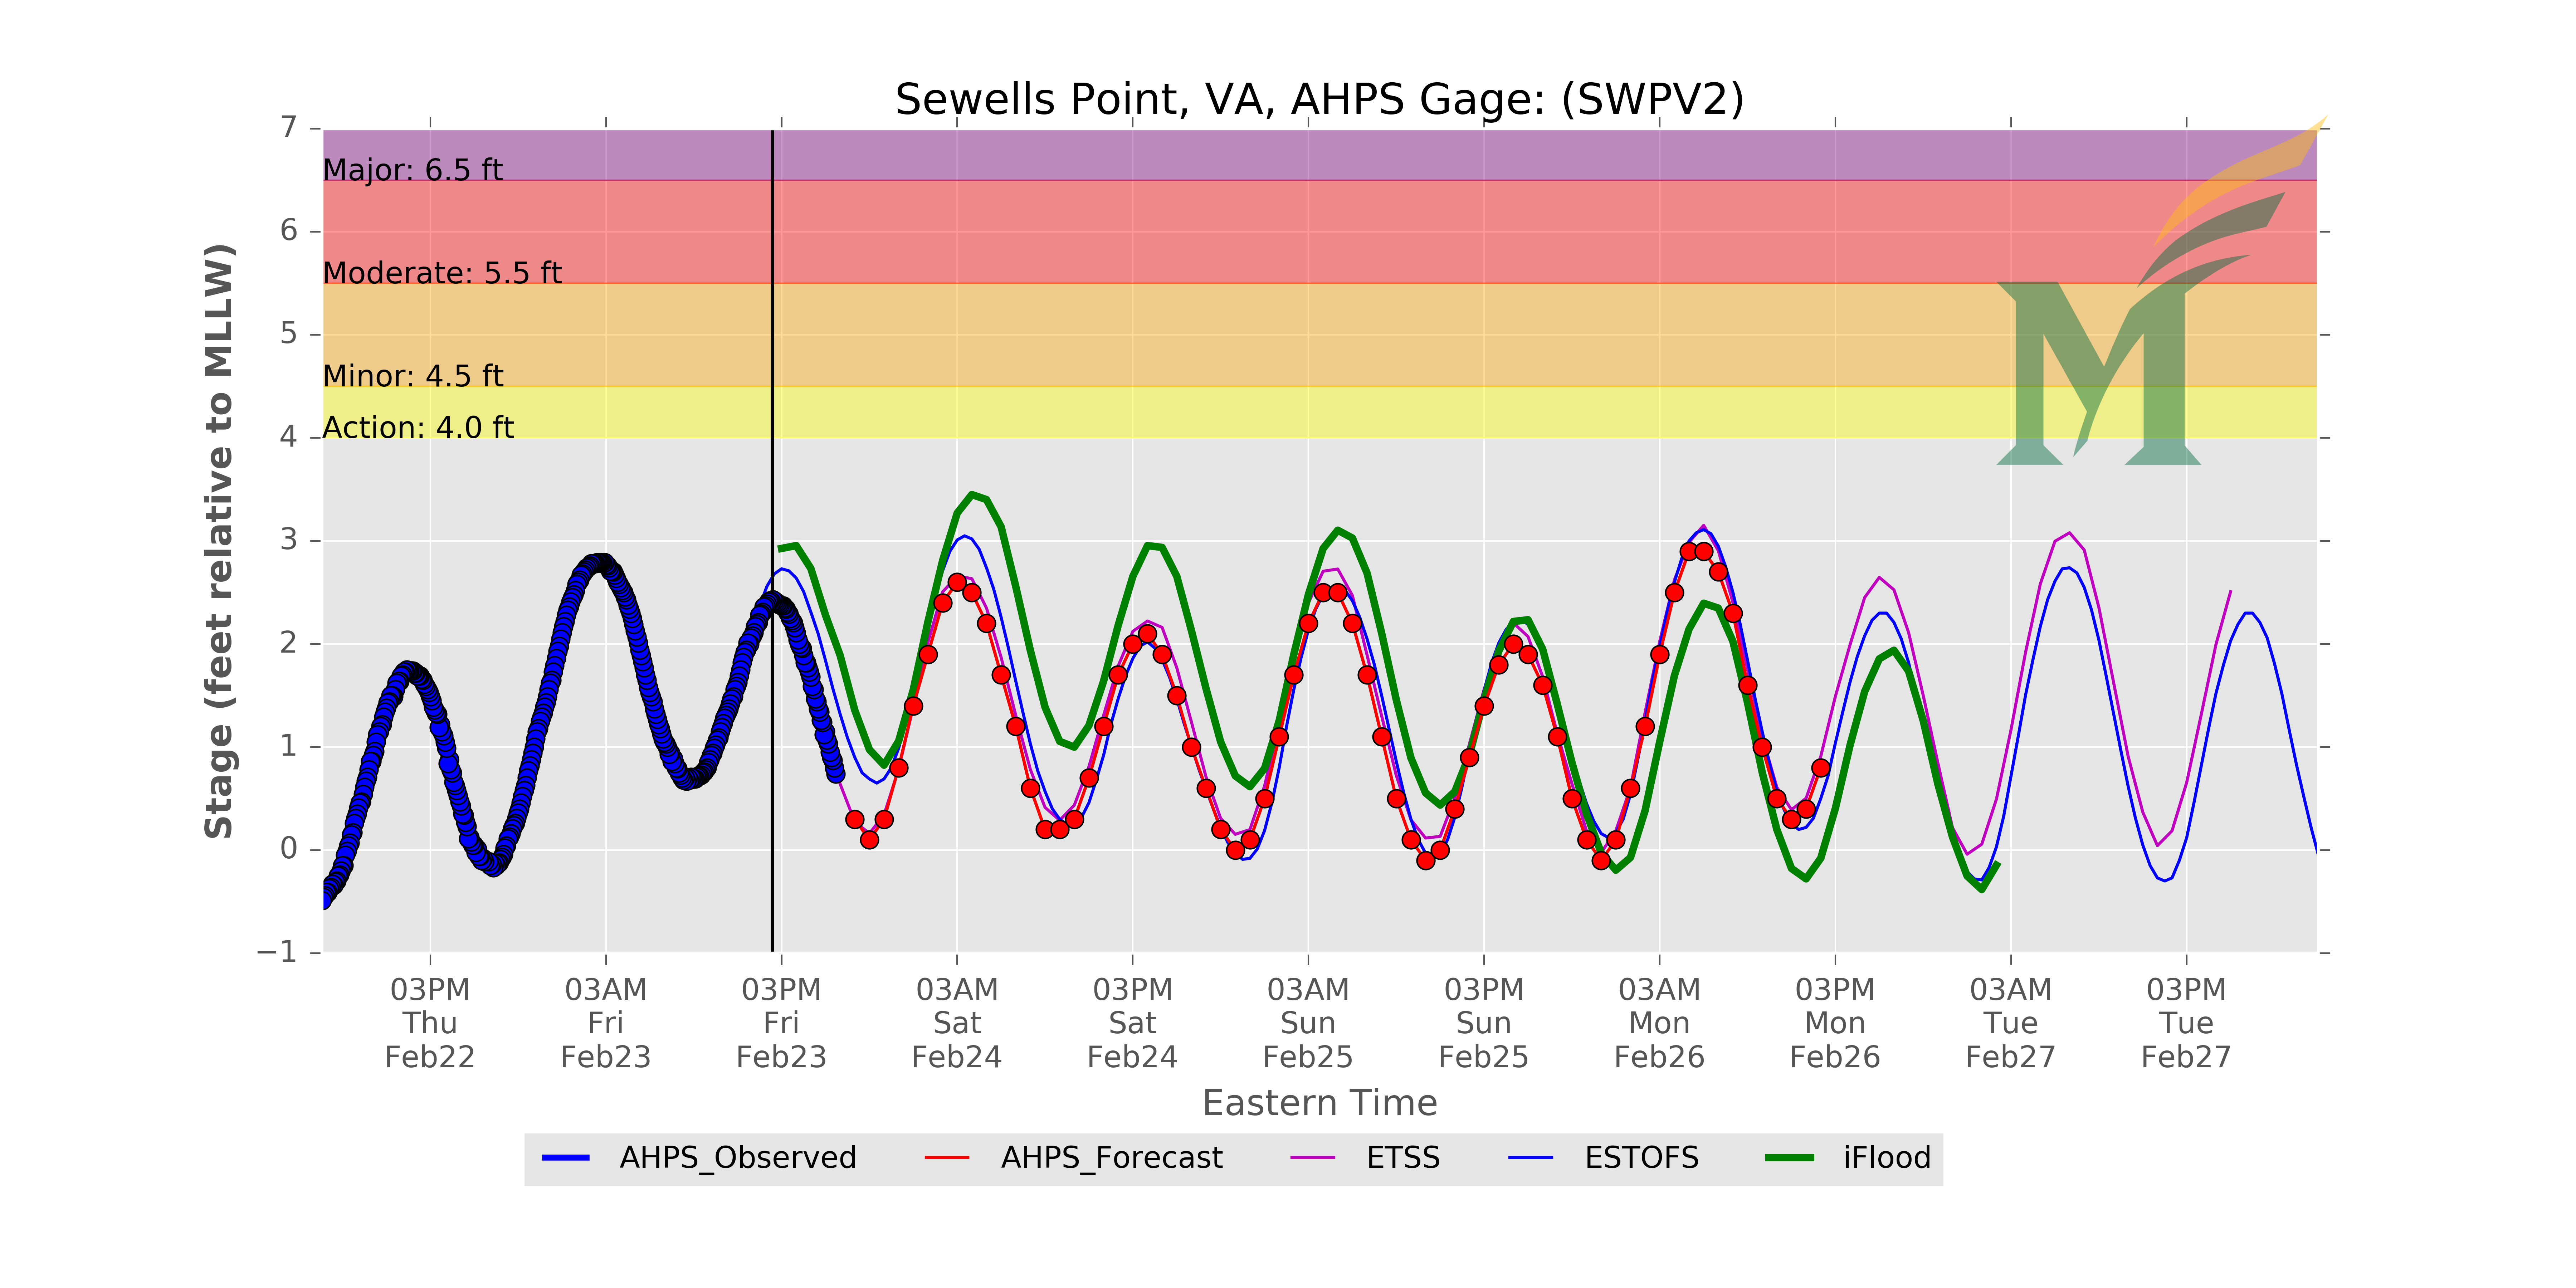 Sewells Point, VA, AHPS Gage: (SWPV2)
7
Major: 6.5 ft
6
Moderate: 5.5 ft
5
Minor: 4.5 ft
Action: 4.0 ft
4
3
2
1
0
−1
Stage (feet relative to MLLW)
03PM Thu Feb22
03AM Fri Feb23
03PM Fri Feb23
03AM Sat Feb24
03PM Sat Feb24
03AM Sun Feb25
03PM Sun Feb25
03AM Mon Feb26
03PM Mon Feb26
03AM Tue Feb27
03PM Tue Feb27
Eastern Time
AHPS_Observed AHPS_Forecast ETSS ESTOFS iFlood
M